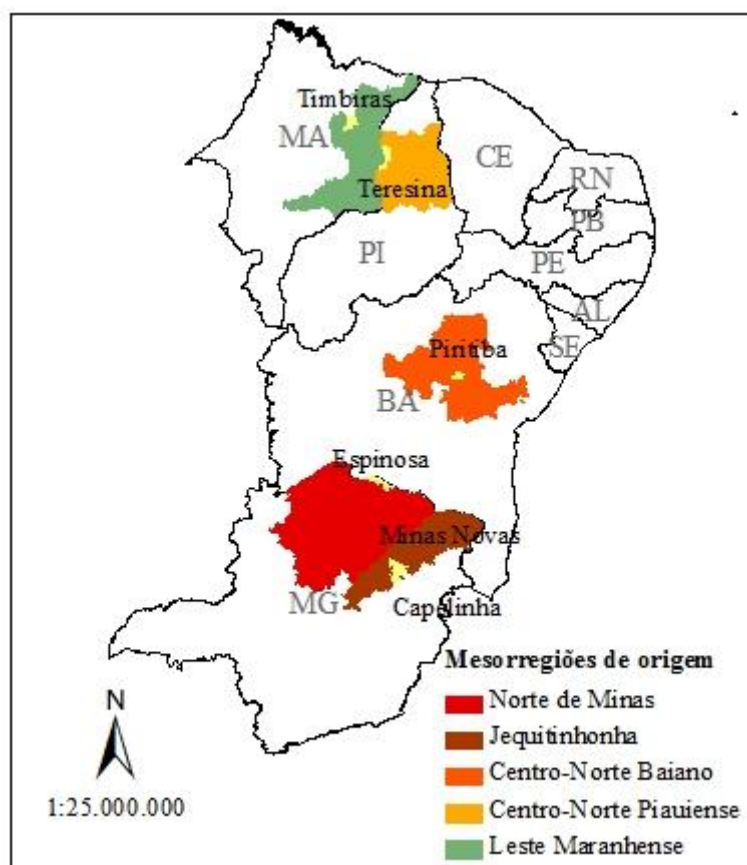 Timbiras
MA
CE
RN
Teresina
PB
PI
PE
AL
SE
Piritiba
BA
Espinosa
Minas Novas
MG
Capelinha
Mesorregiões de origem
N
Norte de Minas
Jequitinhonha
Centro-Norte Baiano
1:25.000.000
Centro-Norte Piauiense
Leste Maranhense